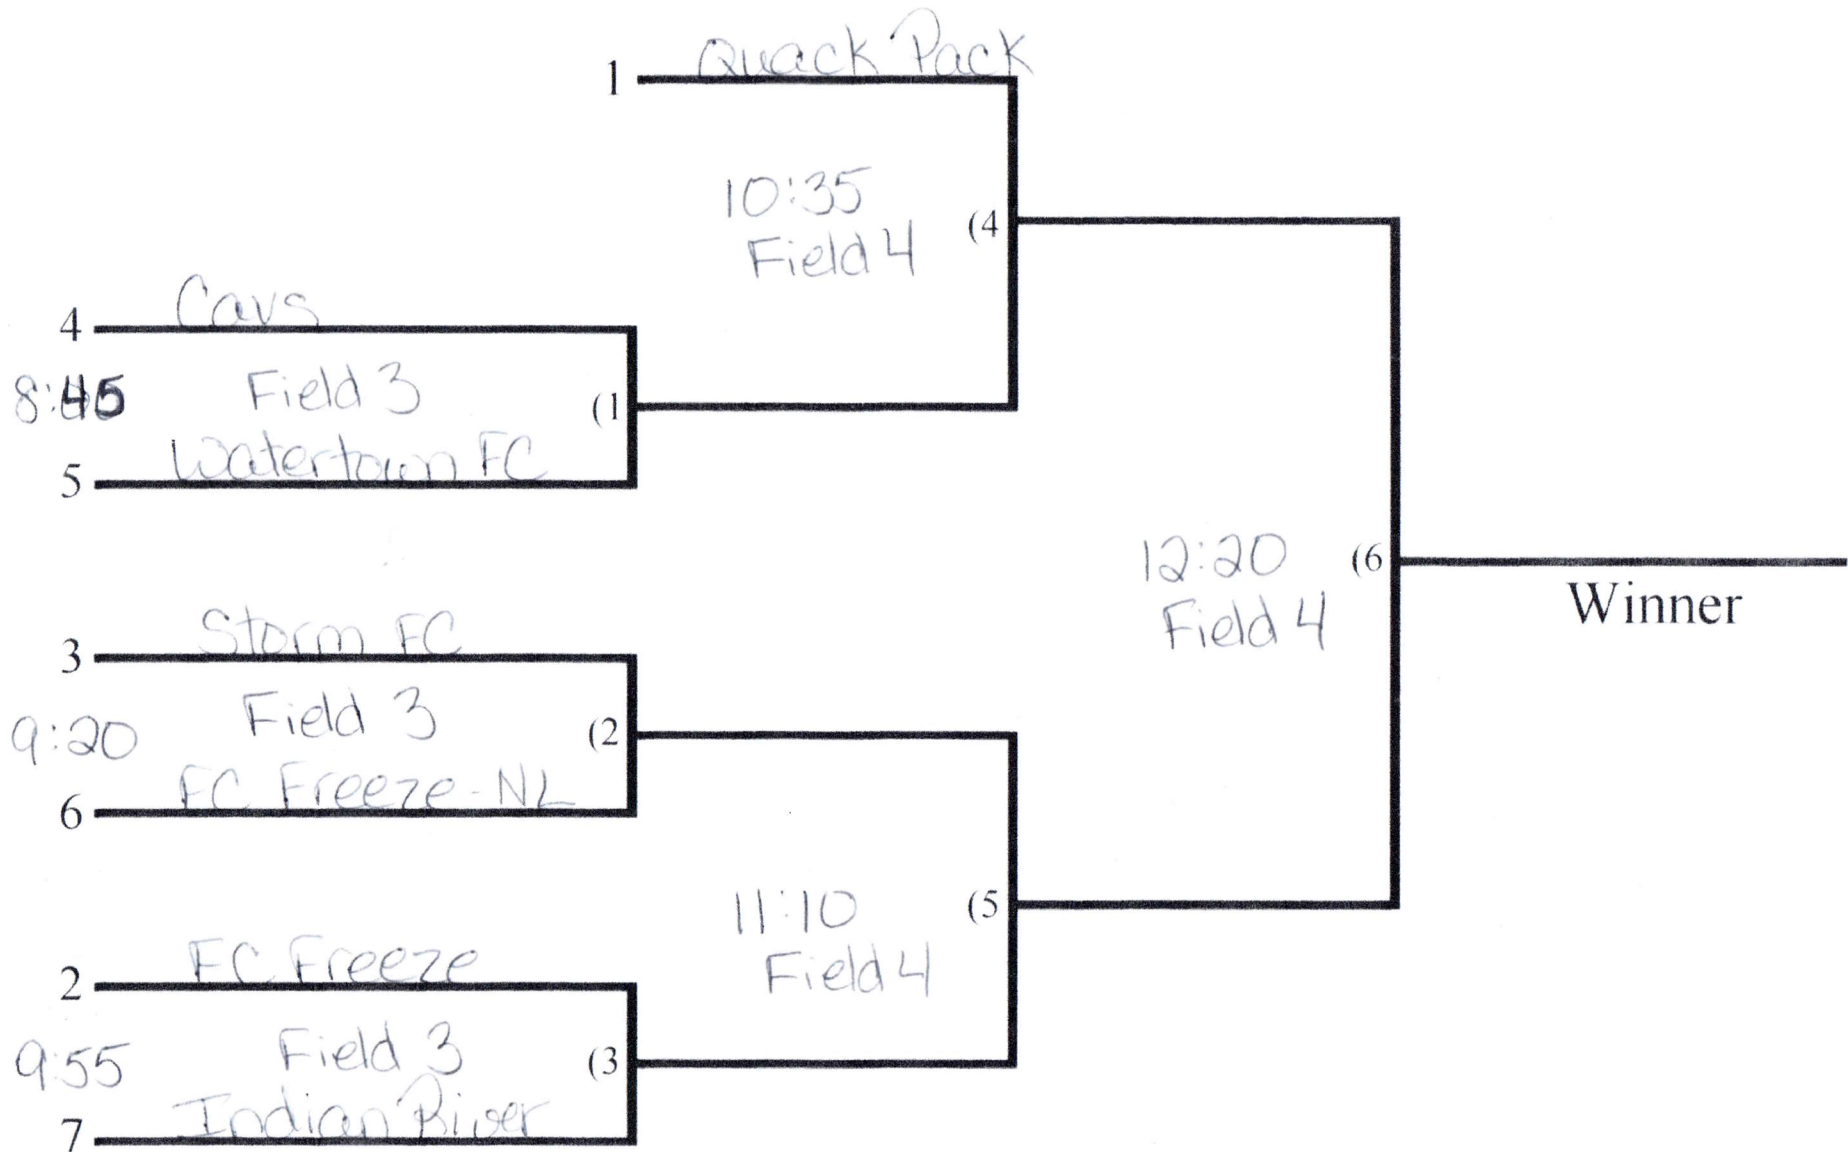 1 Quack Pack
10:35
Field 4
(4
4 Cavs
8:45 Field 3
(1
5 Watertown FC
12:20
Field 4
(6
Winner
3 Storm FC
9:20 Field 3
(2
6 FC Freeze-NL
11:10
Field 4
(5
2 FC Freeze
9:55 Field 3
(3
7 Indian River